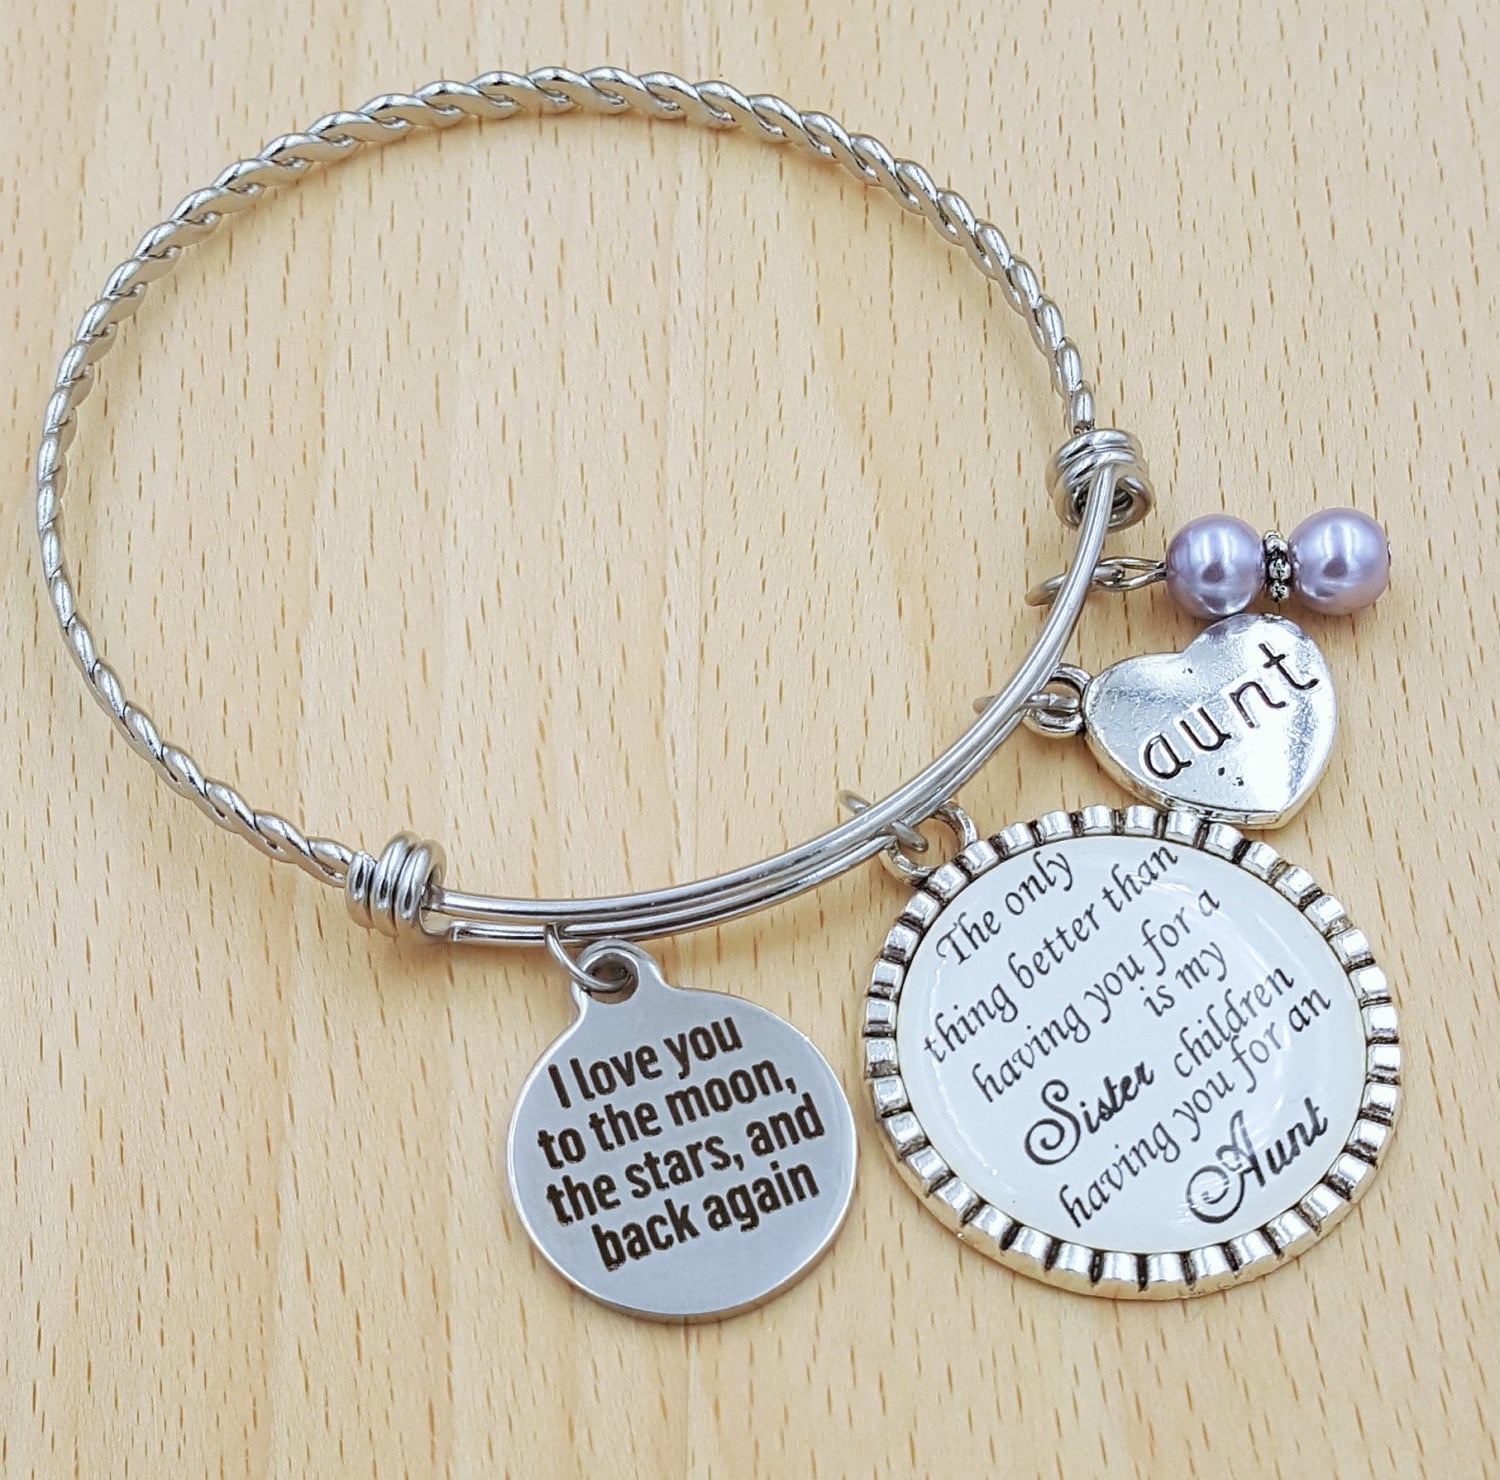 aunt
The only
thing better than
having you for a
is my
Sister children
having you for an
Aunt
I love you
to the moon,
the stars, and
back again